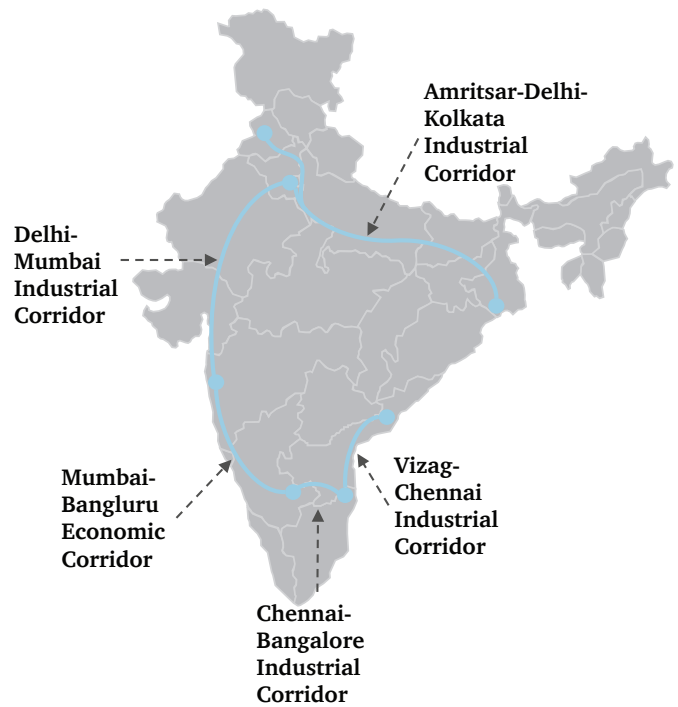 Amritsar-Delhi-
Kolkata
Industrial
Corridor
Delhi-
Mumbai
Industrial
Corridor
Mumbai-
Bangluru
Economic
Corridor
Vizag-
Chennai
Industrial
Corridor
Chennai-
Bangalore
Industrial
Corridor